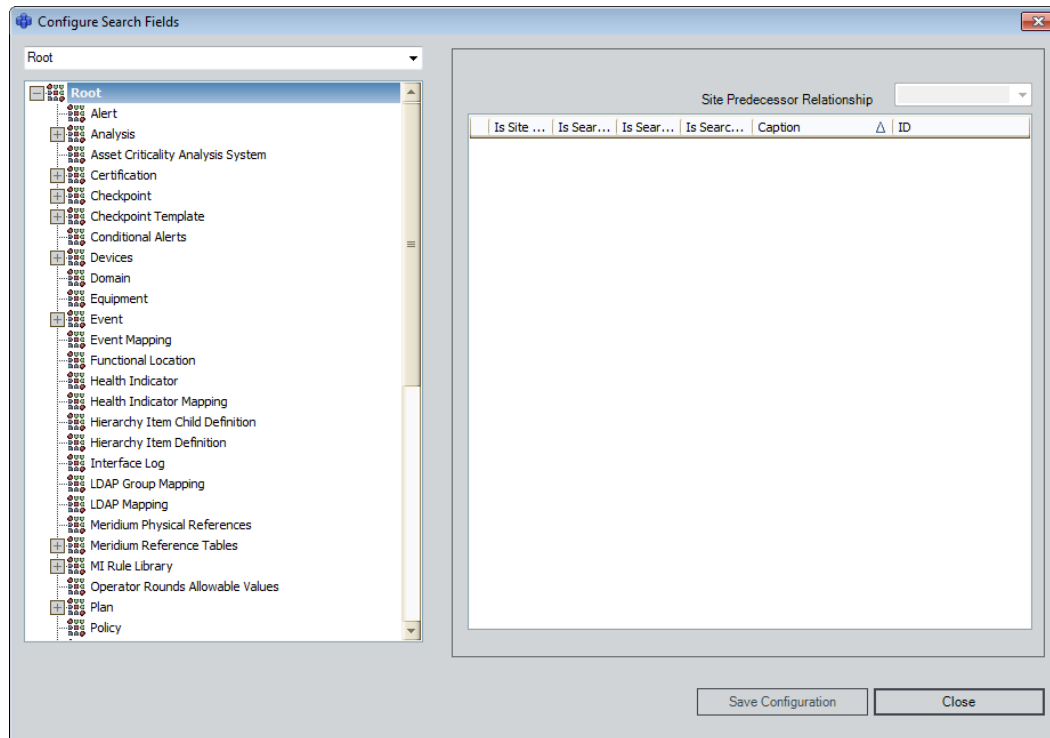 Configure Search Fields
Root
Root
Alert
Analysis
Asset Criticality Analysis System
Certification
Checkpoint
Checkpoint Template
Conditional Alerts
Devices
Domain
Equipment
Event
Event Mapping
Functional Location
Health Indicator
Health Indicator Mapping
Hierarchy Item Child Definition
Hierarchy Item Definition
Interface Log
LDAP Group Mapping
LDAP Mapping
Meridium Physical References
Meridium Reference Tables
MI Rule Library
Operator Rounds Allowable Values
Plan
Policy
Site Predecessor Relationship
Is Site ... Is Sear... Is Sear... Is Searc... Caption ID
Save Configuration Close